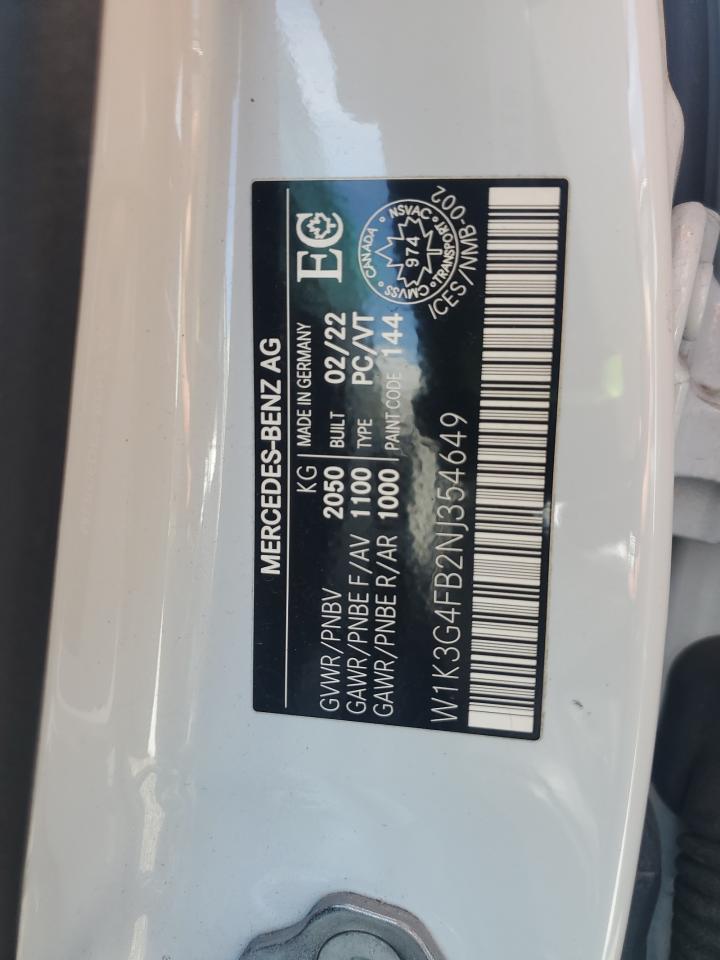 MERCEDES-BENZ AG
KG MADE IN GERMANY
GVWR/PNBV 2050 BUILT 02/22
GAWR/PNBE F/AV 1100 TYPE PC/VT
GAWR/PNBE R/AR 1000 PAINT CODE 144
EC
CANADA • NSVAC • TRANSPORT • CMVSS •
974
ICES/NMB-002
W1K3G4FB2NJ354649